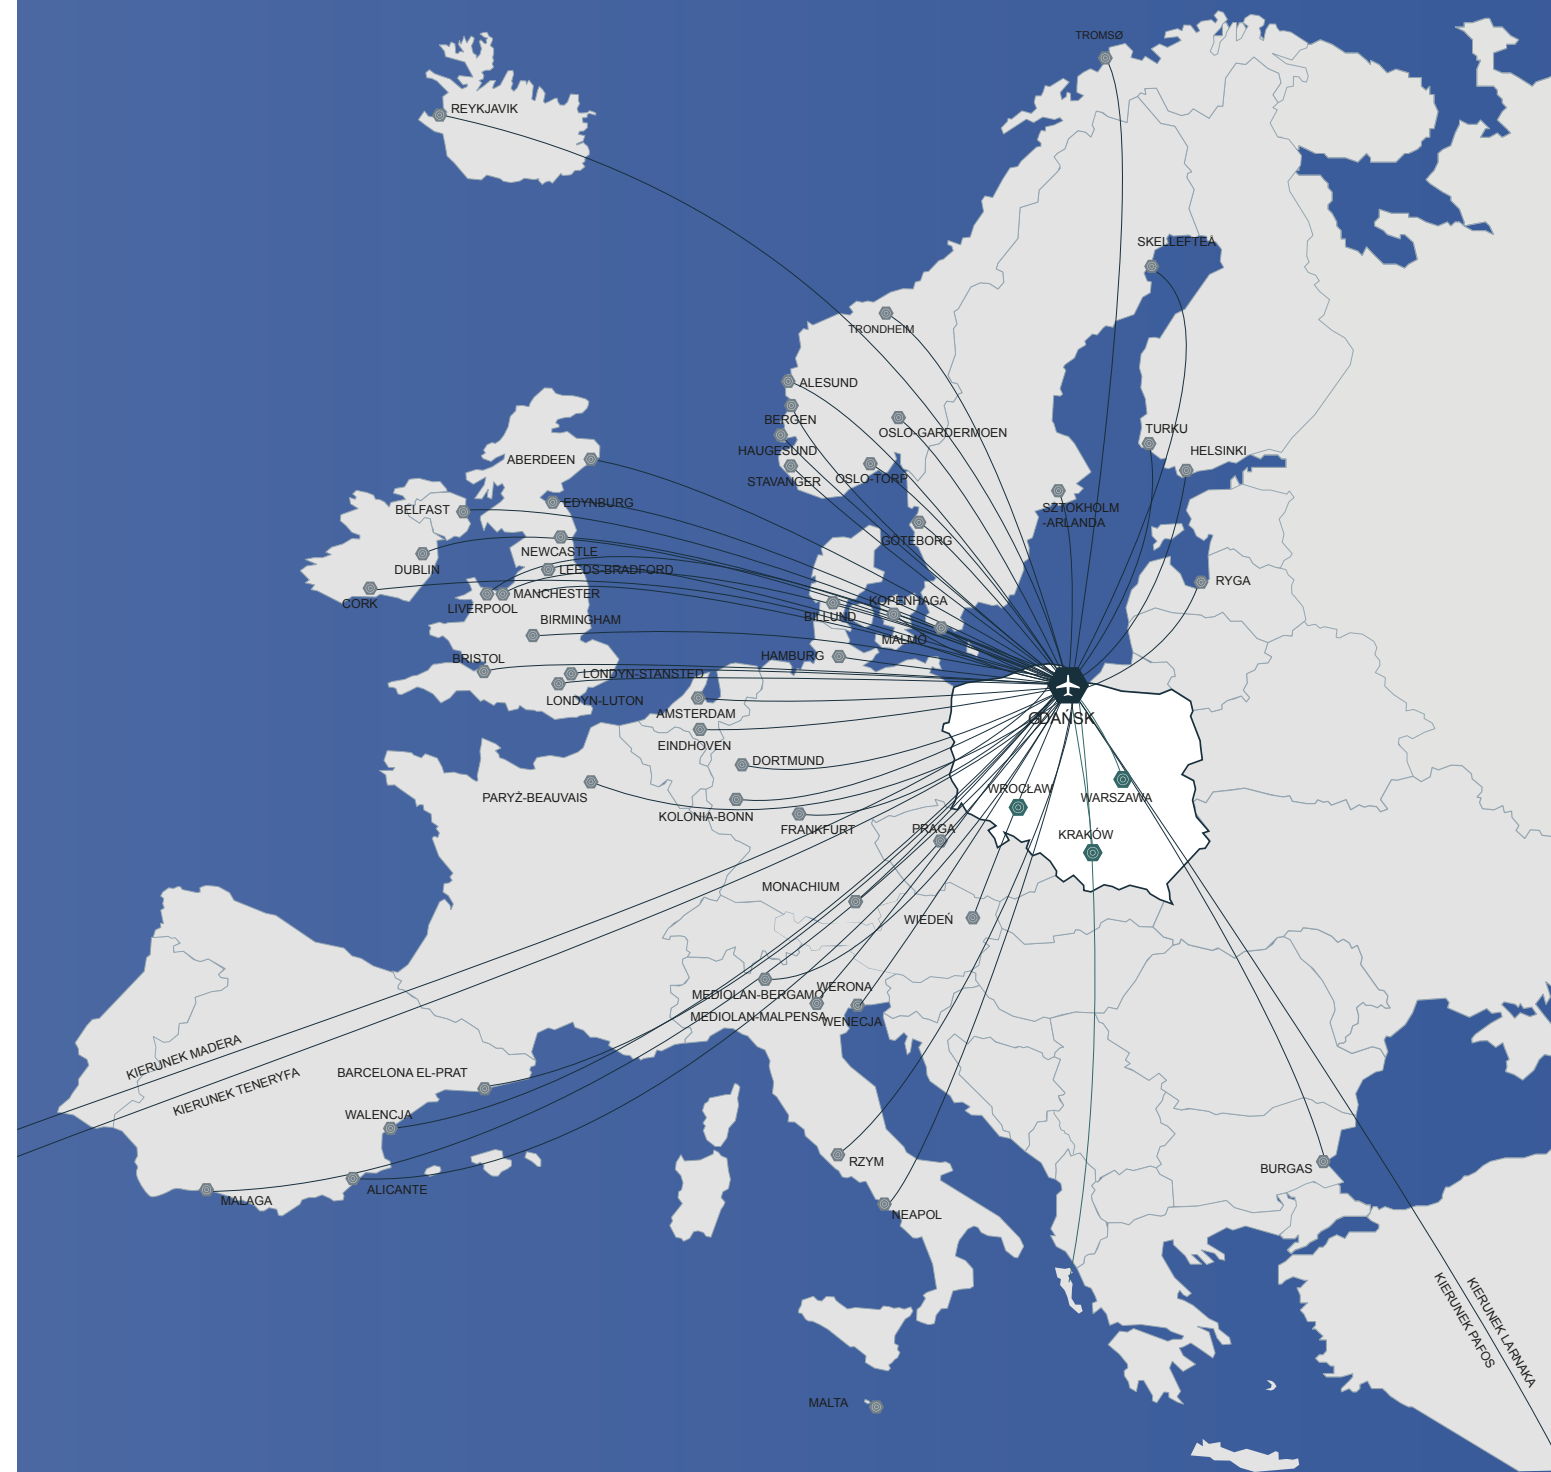 TROMSØ
REYKJAVIK
SKELLEFTEÅ
TRONDHEIM
ALESUND
BERGEN
OSLO-GARDERMOEN
TURKU
HAUGESUND
HELSINKI
ABERDEEN
STAVANGER
OSLO-TORP
EDYNBURG
BELFAST
SZTOKHOLM
-ARLANDA
GÖTEBORG
NEWCASTLE
DUBLIN
LEEDS-BRADFORD
RYGA
MANCHESTER
CORK
LIVERPOOL
KOPENHAGA
BILLUND
BIRMINGHAM
MALMÖ
BRISTOL
HAMBURG
LONDYN-STANSTED
LONDYN-LUTON
AMSTERDAM
GDAŃSK
EINDHOVEN
DORTMUND
WROCŁAW
PARYŻ-BEAUVAIS
WARSZAWA
KOLONIA-BONN
FRANKFURT
PRAGA
KRAKÓW
MONACHIUM
WIEDEŃ
WERONA
MEDIOLAN-BERGAMO
MEDIOLAN-MALPENSA
WENECJA
KIERUNEK MADERA
BARCELONA EL-PRAT
KIERUNEK TENERYFA
WALENCJA
RZYM
BURGAS
ALICANTE
MALAGA
NEAPOL
KIERUNEK LARNAKA
KIERUNEK PAFOS
MALTA